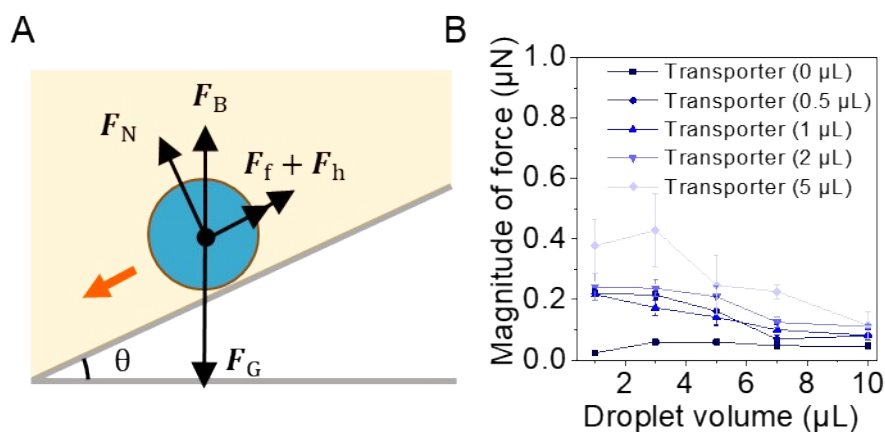 A
F_B
F_N
F_f + F_h
θ
F_G
B
Magnitude of force (µN)
1.0
0.8
0.6
0.4
0.2
0.0
Transporter (0 µL)
Transporter (0.5 µL)
Transporter (1 µL)
Transporter (2 µL)
Transporter (5 µL)
2 4 6 8 10
Droplet volume (µL)